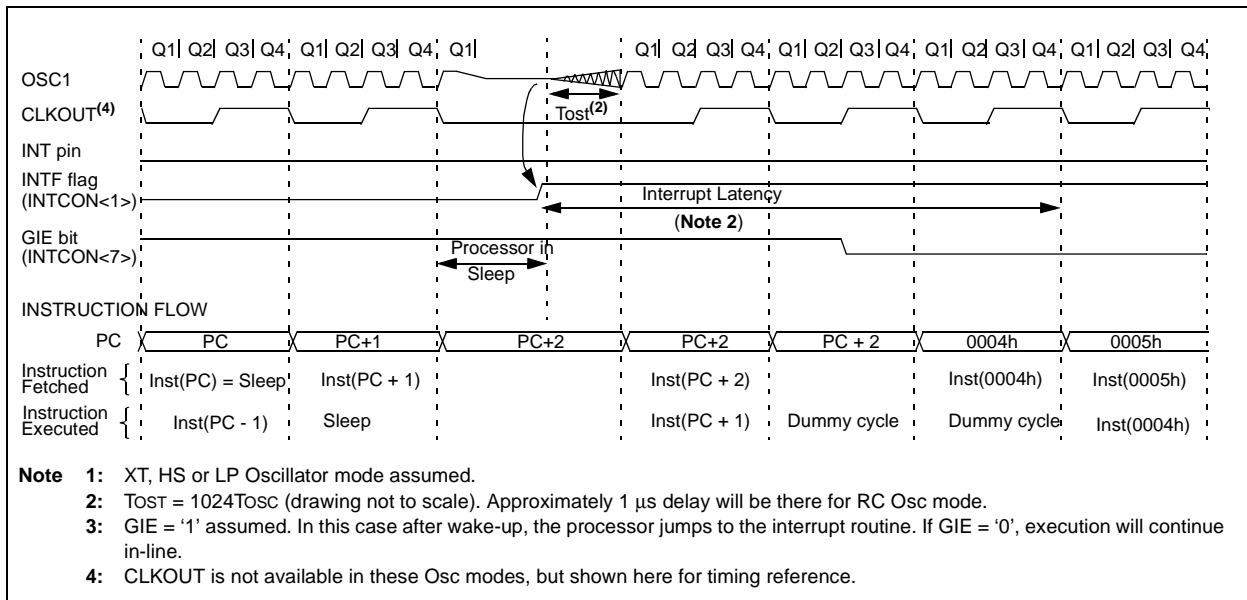 Q1 Q2 Q3 Q4 Q1 Q2 Q3 Q4 Q1 Q1 Q2 Q3 Q4 Q1 Q2 Q3 Q4 Q1 Q2 Q3 Q4 Q1 Q2 Q3 Q4
OSC1
CLKOUT(4)
Tost(2)
INT pin
INTF flag
(INTCON<1>)
Interrupt Latency
(Note 2)
GIE bit
(INTCON<7>)
Processor in
Sleep
INSTRUCTION FLOW
PC PC PC+1 PC+2 PC+2 PC + 2 0004h 0005h
Instruction
Fetched { Inst(PC) = Sleep Inst(PC + 1) Inst(PC + 2) Inst(0004h) Inst(0005h)
Instruction
Executed { Inst(PC - 1) Sleep Inst(PC + 1) Dummy cycle Dummy cycle Inst(0004h)
Note 1: XT, HS or LP Oscillator mode assumed.
2: TOST = 1024TOSC (drawing not to scale). Approximately 1 μs delay will be there for RC Osc mode.
3: GIE = ‘1’ assumed. In this case after wake-up, the processor jumps to the interrupt routine. If GIE = ‘0’, execution will continue
in-line.
4: CLKOUT is not available in these Osc modes, but shown here for timing reference.